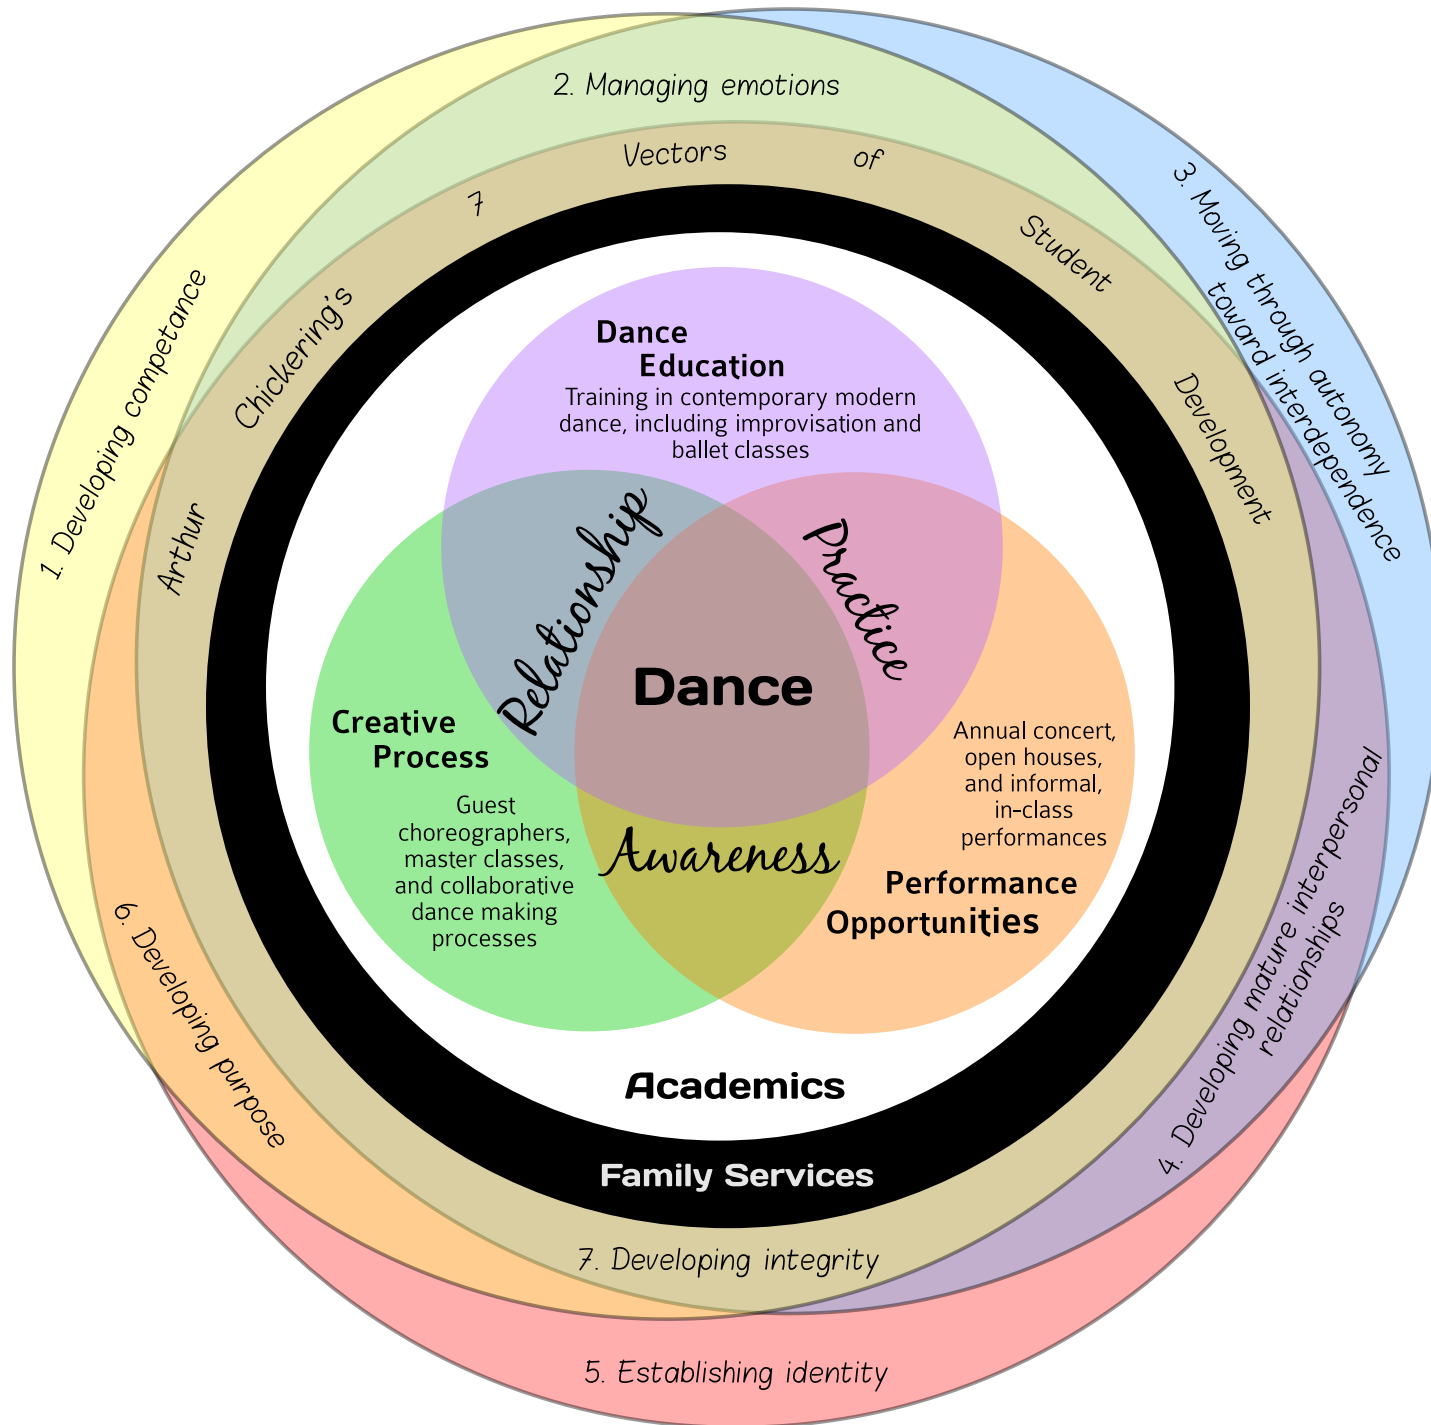 2. Managing emotions
3. Moving through autonomy
toward interdependence
1. Developing competance
Arthur Chickering's 7 Vectors of Student Development
Dance
Education
Training in contemporary modern
dance, including improvisation and
ballet classes
Relationship
Practice
Dance
Creative
Process
Guest
choreographers,
master classes,
and collaborative
dance making
processes
Awareness
Annual concert,
open houses,
and informal,
in-class
performances
Performance
Opportunities
4. Developing mature interpersonal
relationships
6. Developing purpose
Academics
Family Services
7. Developing integrity
5. Establishing identity